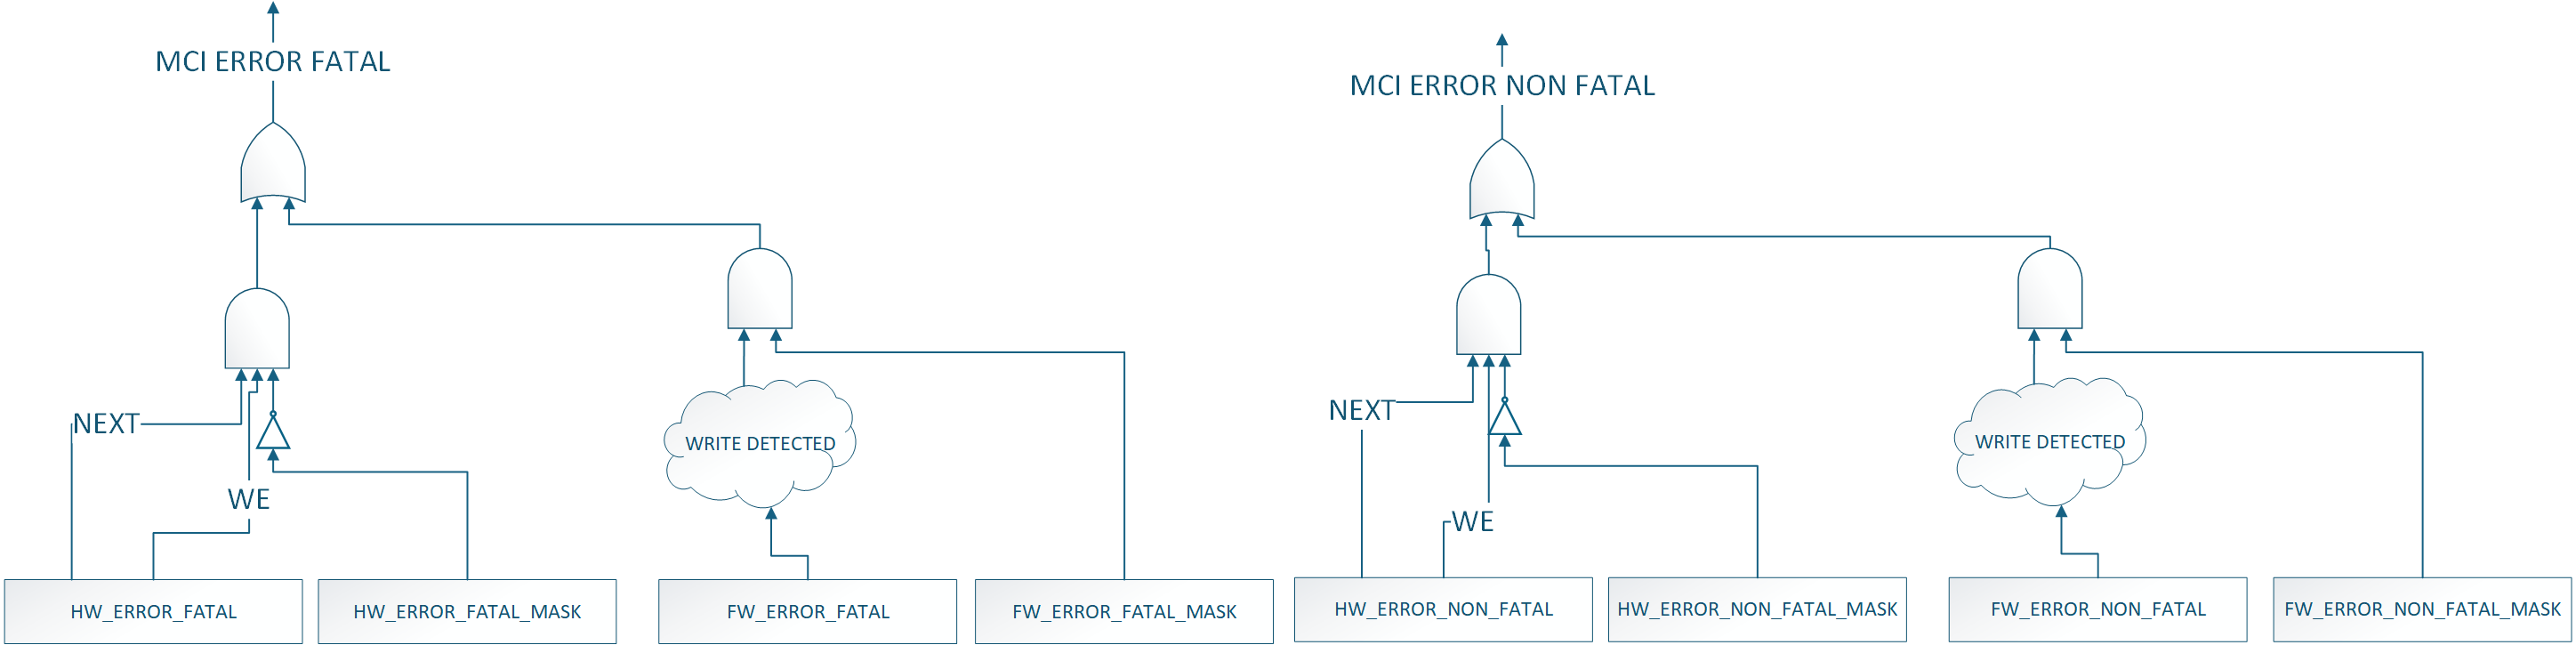 MCI ERROR FATAL
NEXT
WE
WRITE DETECTED
HW_ERROR_FATAL
HW_ERROR_FATAL_MASK
FW_ERROR_FATAL
FW_ERROR_FATAL_MASK
MCI ERROR NON FATAL
NEXT
WE
WRITE DETECTED
HW_ERROR_NON_FATAL
HW_ERROR_NON_FATAL_MASK
FW_ERROR_NON_FATAL
FW_ERROR_NON_FATAL_MASK